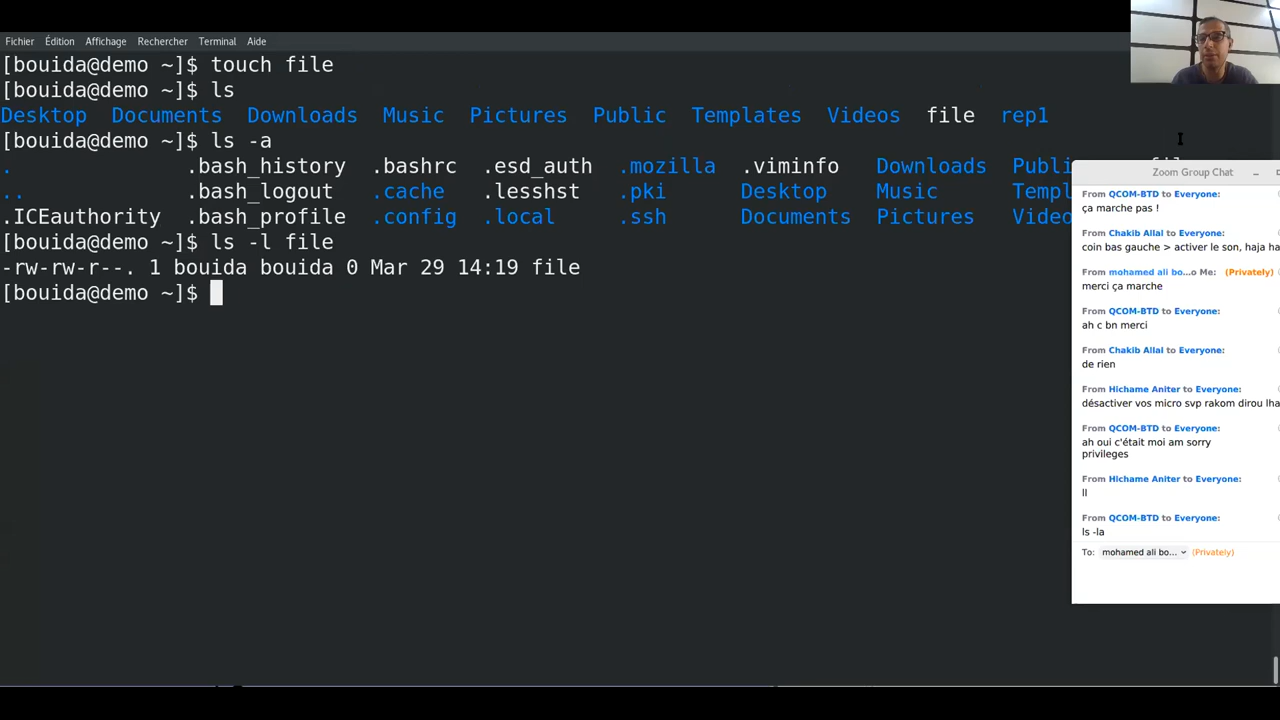 Fichier Édition Affichage Rechercher Terminal Aide
[bouida@demo ~]$ touch file
[bouida@demo ~]$ ls
Desktop Documents Downloads Music Pictures Public Templates Videos file rep1
[bouida@demo ~]$ ls -a
. .bash_history .bashrc .esd_auth .mozilla .viminfo Downloads
.. .bash_logout .cache .lesshst .pki Desktop Music
.ICEauthority .bash_profile .config .local .ssh Documents Pictures
[bouida@demo ~]$ ls -l file
-rw-rw-r--. 1 bouida bouida 0 Mar 29 14:19 file
[bouida@demo ~]$
Zoom Group Chat
From QCOM-BTD to Everyone:
ça marche pas !
From Chakib Allal to Everyone:
coin bas gauche > activer le son, haja ha
From mohamed ali bo...o Me: (Privately)
merci ça marche
From QCOM-BTD to Everyone:
ah c bn merci
From Chakib Allal to Everyone:
de rien
From Hichame Aniter to Everyone:
désactiver vos micro svp rakom dirou lha
From QCOM-BTD to Everyone:
ah oui c'était moi am sorry
privileges
From Hichame Aniter to Everyone:
ll
From QCOM-BTD to Everyone:
ls -la
To: mohamed ali bo... (Privately)